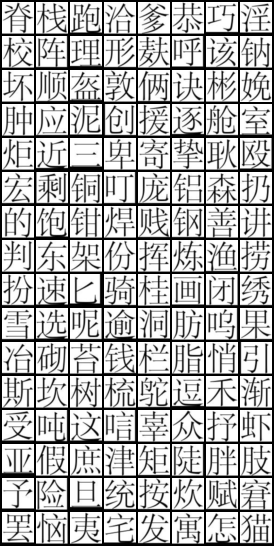 脊栈跑洽爹恭巧淫
校阵理形麸呼该钠
坏顺盔敦俩诀彬娩
肿应泥创援逐舱室
炬近三卑寄挚耿殴
宏剩铜叮庞铝森扔
的饱钳焊贱钢善讲
判东架份挥炼渔捞
扮速匕骑桂画闭绣
雪选呢逾洞肪呜果
冶砌苔钱栏脂悄引
斯坎树梳鸵逗禾渐
受吨这唁辜众抒虾
亚假庶津矩陡胖肢
予险旦统按炊赋窘
罢恼夷宅发寓怎猫